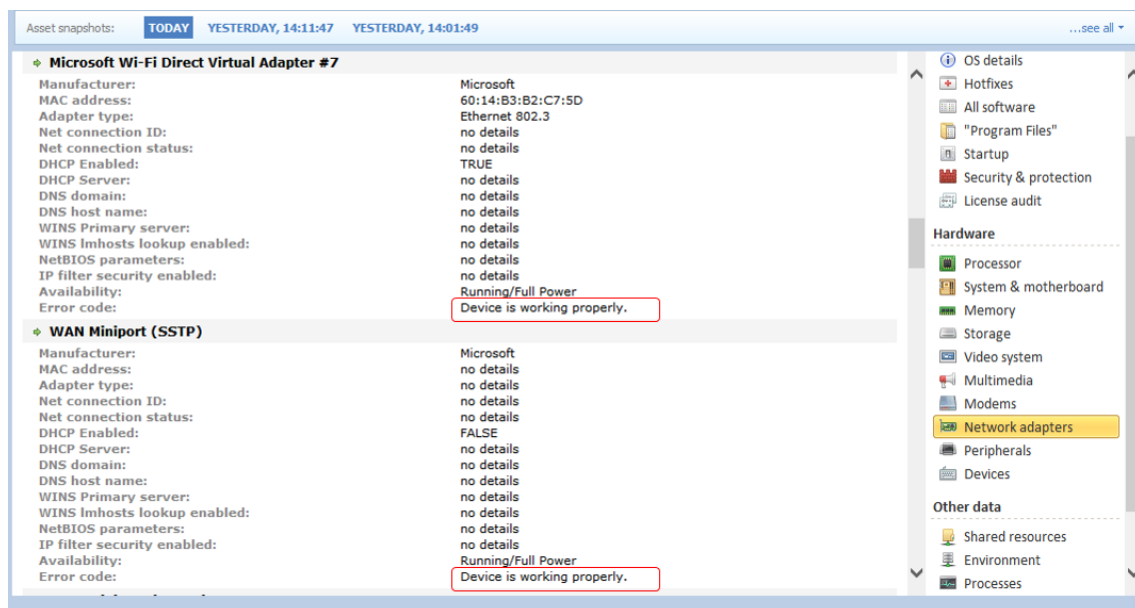 Asset snapshots: TODAY YESTERDAY, 14:11:47 YESTERDAY, 14:01:49 ...see all
Microsoft Wi-Fi Direct Virtual Adapter #7
Manufacturer: Microsoft
MAC address: 60:14:B3:B2:C7:5D
Adapter type: Ethernet 802.3
Net connection ID: no details
Net connection status: no details
DHCP Enabled: TRUE
DHCP Server: no details
DNS domain: no details
DNS host name: no details
WINS Primary server: no details
WINS lmhosts lookup enabled: no details
NetBIOS parameters: no details
IP filter security enabled: no details
Availability: Running/Full Power
Error code: Device is working properly.
WAN Miniport (SSTP)
Manufacturer: Microsoft
MAC address: no details
Adapter type: no details
Net connection ID: no details
Net connection status: no details
DHCP Enabled: FALSE
DHCP Server: no details
DNS domain: no details
DNS host name: no details
WINS Primary server: no details
WINS lmhosts lookup enabled: no details
NetBIOS parameters: no details
IP filter security enabled: no details
Availability: Running/Full Power
Error code: Device is working properly.
OS details
Hotfixes
All software
"Program Files"
Startup
Security & protection
License audit
Hardware
Processor
System & motherboard
Memory
Storage
Video system
Multimedia
Modems
Network adapters
Peripherals
Devices
Other data
Shared resources
Environment
Processes